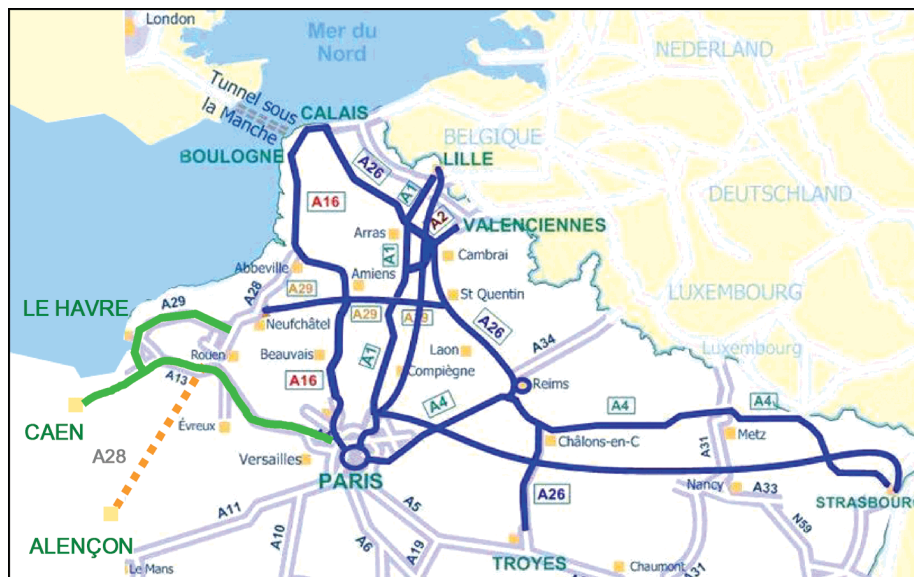 London
Mer du
Nord
NEDERLAND
Tunnel sous
la Manche
CALAIS
BELGIQUE
BOULOGNE
LILLE
A26
A1
DEUTSCHLAND
A16
A2
VALENCIENNES
Arras
A1
Cambrai
Abbeville
Amiens
A29
A28
A29
St Quentin
LUXEMBOURG
LE HAVRE
Neufchâtel
A29
A29
A26
A34
Luxembourg
Rouen
Beauvais
A1
Laon
Compiègne
A13
A16
Reims
A4
A4
A4
CAEN
Évreux
Châlons-en-C
A31
Metz
A28
Versailles
PARIS
Nancy
A33
A26
STRASBOURG
A11
A5
ALENÇON
A10
A6
A19
N59
TROYES
Le Mans
Chaumont
A31